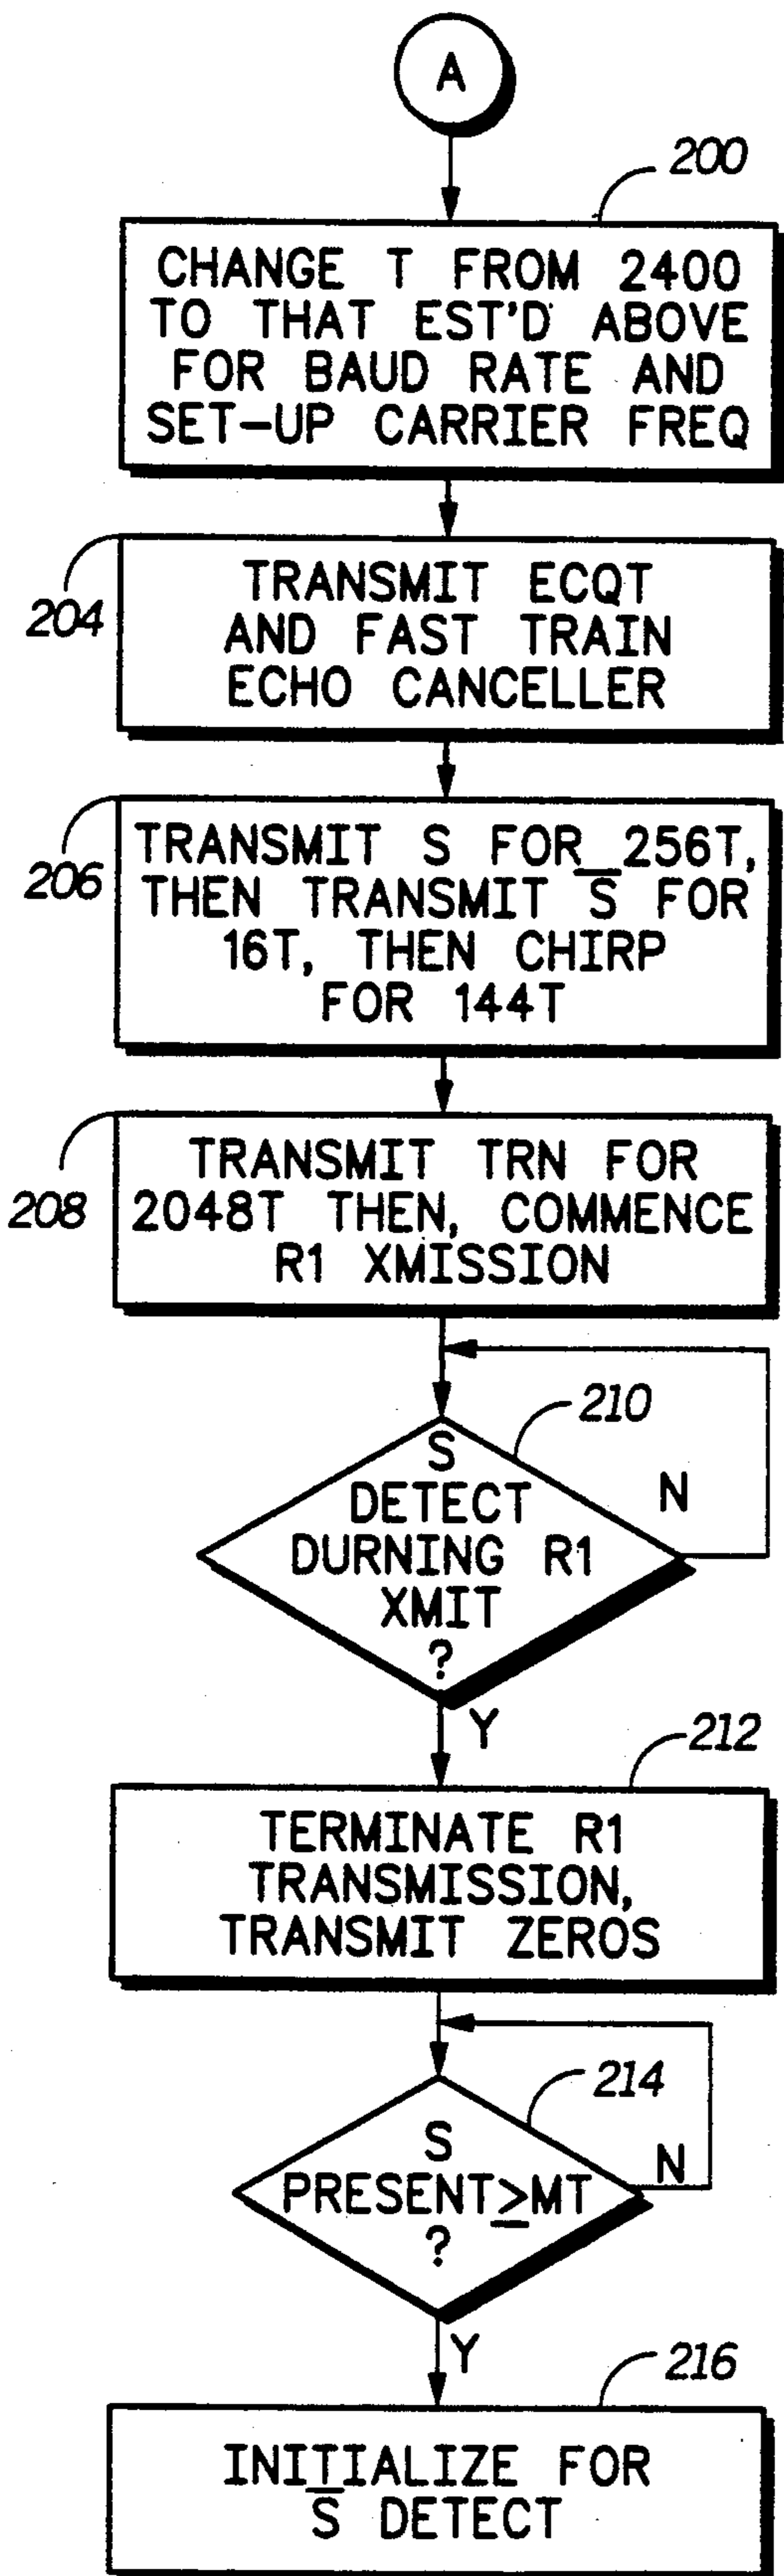 A
200
CHANGE T FROM 2400
TO THAT EST'D ABOVE
FOR BAUD RATE AND
SET-UP CARRIER FREQ
204
TRANSMIT ECQT
AND FAST TRAIN
ECHO CANCELLER
206
TRANSMIT S FOR 256T,
THEN TRANSMIT S̅ FOR
16T, THEN CHIRP
FOR 144T
208
TRANSMIT TRN FOR
2048T THEN, COMMENCE
R1 XMISSION
210
S
DETECT
DURNING R1
XMIT
?
N
Y
212
TERMINATE R1
TRANSMISSION,
TRANSMIT ZEROS
214
S
PRESENT≥MT
?
N
Y
216
INITIALIZE FOR
S̅ DETECT